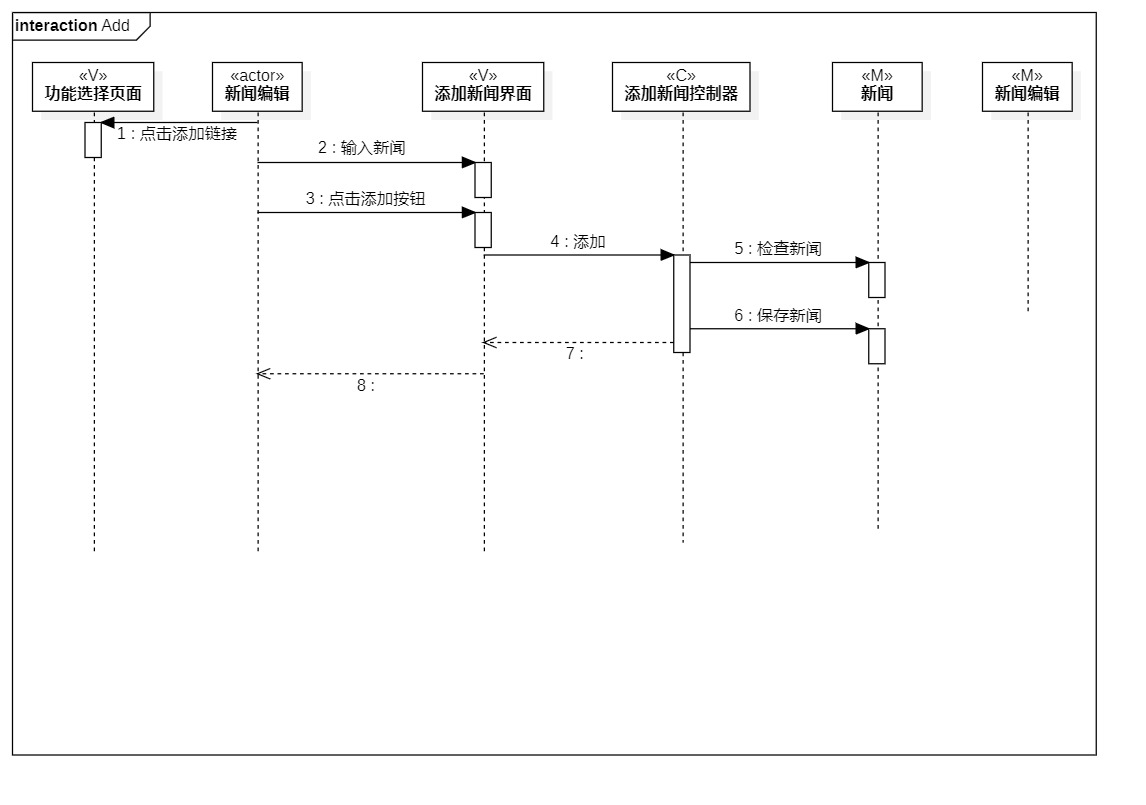 interaction Add
«V»
功能选择页面
«actor»
新闻编辑
«V»
添加新闻界面
«C»
添加新闻控制器
«M»
新闻
«M»
新闻编辑
1 : 点击添加链接
2 : 输入新闻
3 : 点击添加按钮
4 : 添加
5 : 检查新闻
6 : 保存新闻
7 :
8 :